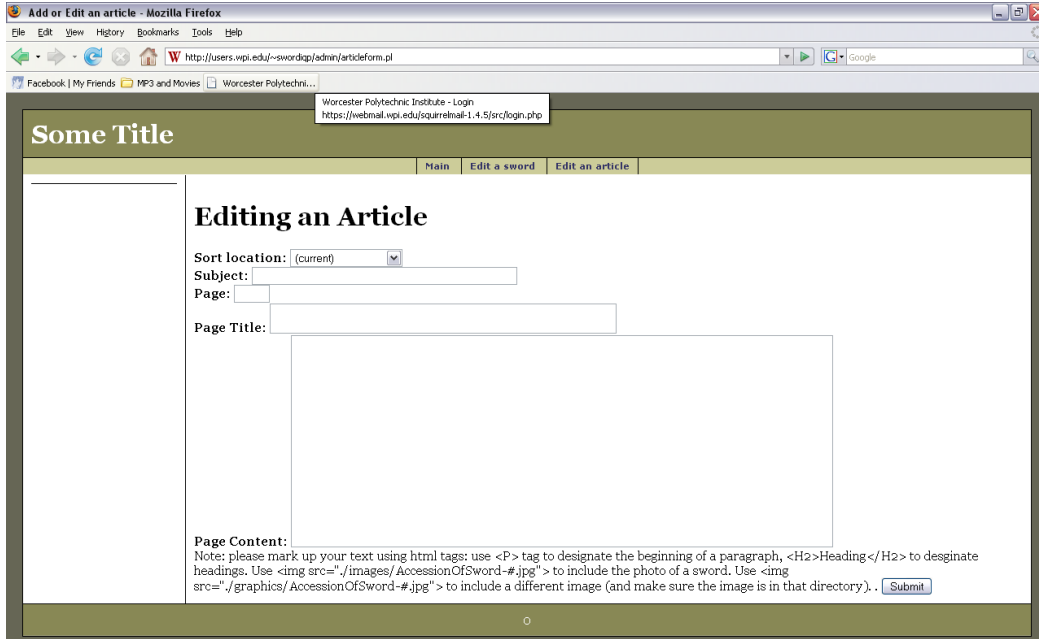 Add or Edit an article - Mozilla Firefox
File Edit View History Bookmarks Tools Help
W http://users.wpi.edu/~swordiqp/admin/articleform.pl G Google
Facebook | My Friends MP3 and Movies Worcester Polytechni...
Worcester Polytechnic Institute - Login
https://webmail.wpi.edu/squirrelmail-1.4.5/src/login.php
Some Title
Main Edit a sword Edit an article
Editing an Article
Sort location: (current)
Subject:
Page:
Page Title:
Page Content:
Note: please mark up your text using html tags: use <P> tag to designate the beginning of a paragraph, <H2>Heading</H2> to desginate
headings. Use <img src="./images/AccessionOfSword-#.jpg"> to include the photo of a sword. Use <img
src="./graphics/AccessionOfSword-#.jpg"> to include a different image (and make sure the image is in that directory). . Submit
O